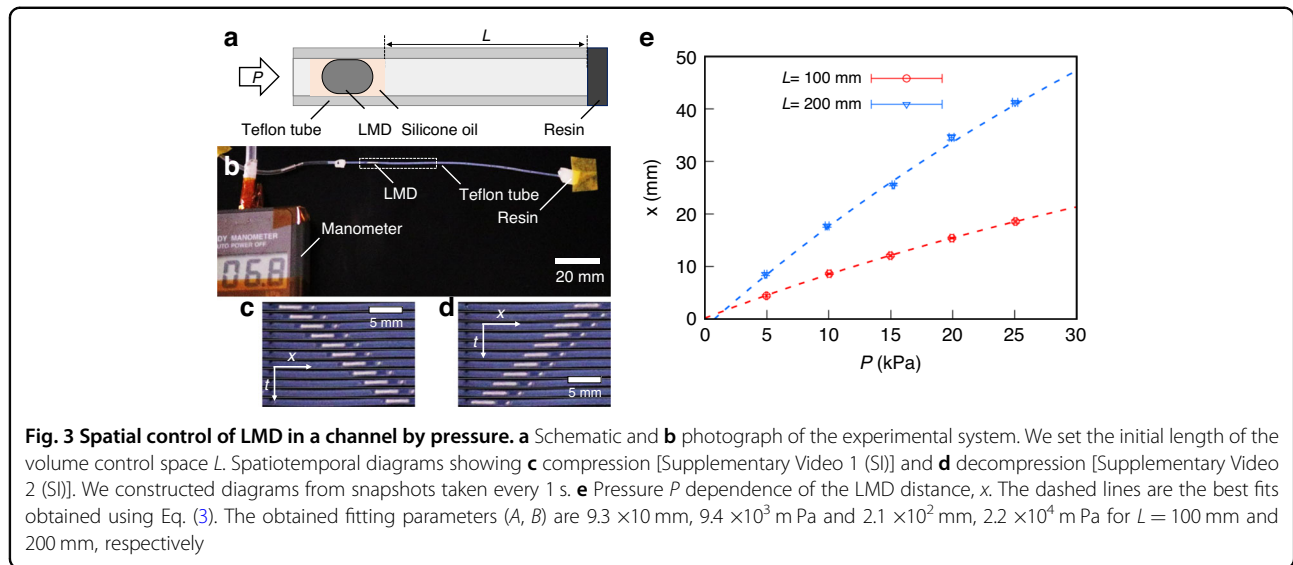 a
L
P
Teflon tube LMD Silicone oil Resin
b
LMD
Teflon tube
Resin
Manometer
DY MANOMETER
AUTO POWER OFF
06.8
20 mm
c
5 mm
x
t
d
x
t
5 mm
e
50
40
30
20
10
0
x (mm)
L= 100 mm
L= 200 mm
0 5 10 15 20 25 30
P (kPa)
Fig. 3 Spatial control of LMD in a channel by pressure. a Schematic and b photograph of the experimental system. We set the initial length of the
volume control space L. Spatiotemporal diagrams showing c compression [Supplementary Video 1 (SI)] and d decompression [Supplementary Video
2 (SI)]. We constructed diagrams from snapshots taken every 1 s. e Pressure P dependence of the LMD distance, x. The dashed lines are the best fits
obtained using Eq. (3). The obtained fitting parameters (A, B) are 9.3 ×10 mm, 9.4 ×10³ m Pa and 2.1 ×10² mm, 2.2 ×10⁴ m Pa for L = 100 mm and
200 mm, respectively